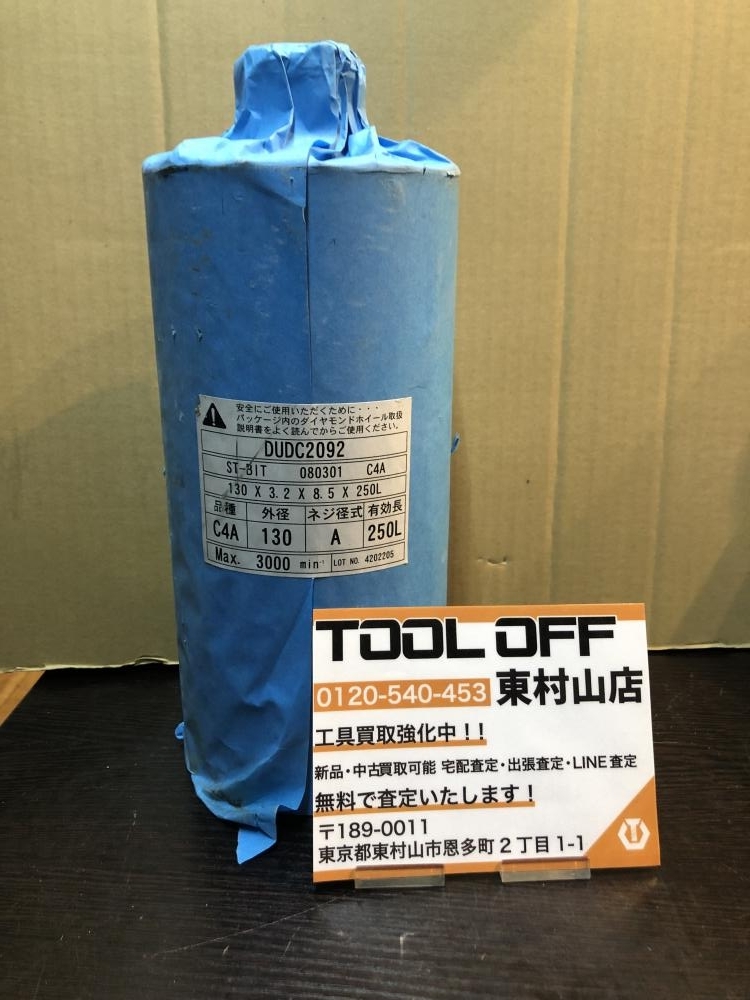 安全にご使用いただくために・・・
パッケージ内のダイヤモンドホイール取扱
説明書をよく読んでからご使用ください。
DUDC2092
ST-BIT 080301 C4A
130 X 3.2 X 8.5 X 250L
品種 外径 ネジ径式 有効長
C4A 130 A 250L
Max. 3000 min⁻¹ LOT NO. 4202205
TOOL OFF
0120-540-453 東村山店
工具買取強化中！！
新品・中古買取可能 宅配査定・出張査定・LINE査定
無料で査定いたします！
〒189-0011
東京都東村山市恩多町２丁目1-1